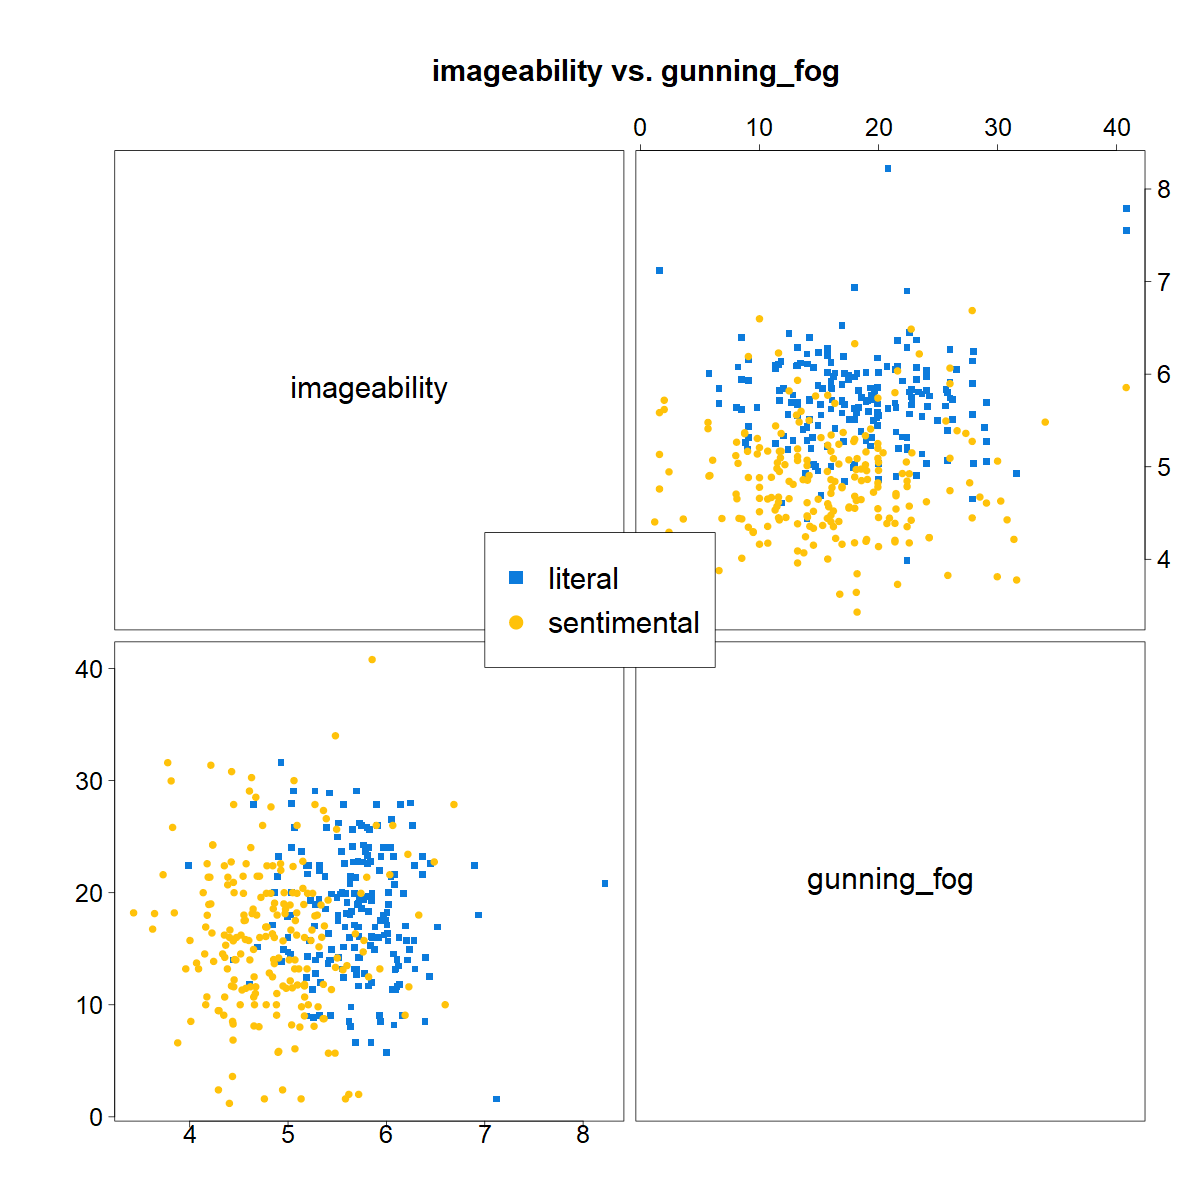 imageability vs. gunning_fog
0 10 20 30 40
8
7
6
5
4
imageability
literal
sentimental
40
30
20
10
0
gunning_fog
4 5 6 7 8